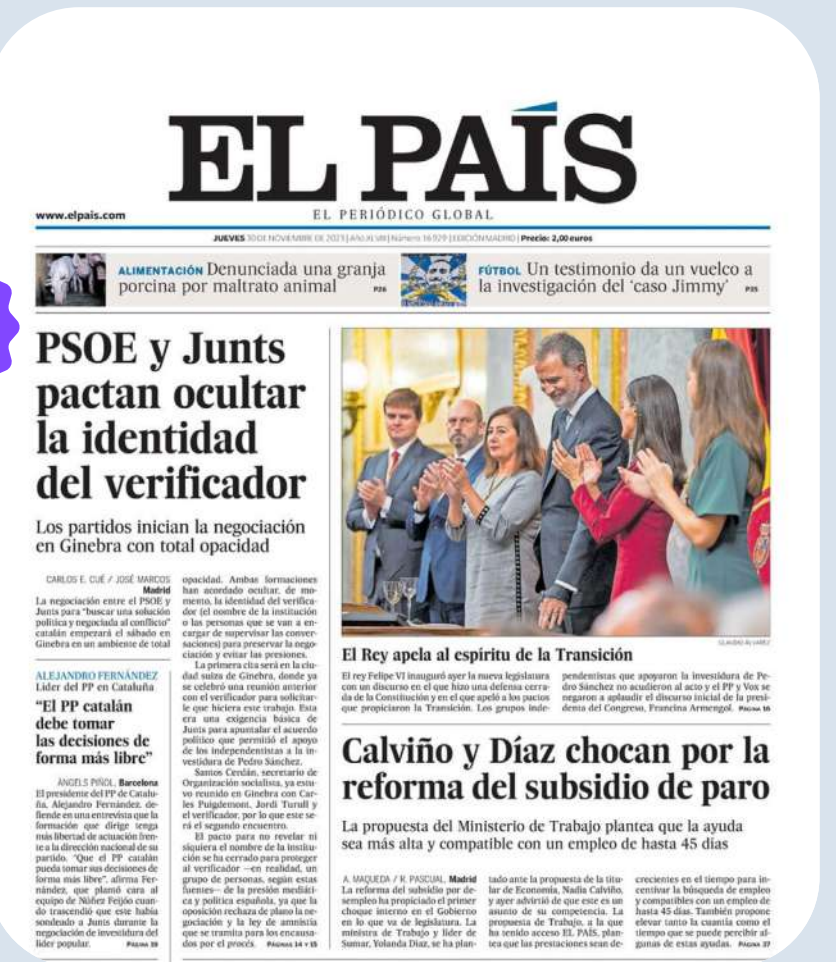 EL PAÍS
EL PERIÓDICO GLOBAL
www.elpais.com
JUEVES 30 DE NOVIEMBRE DE 2023 | Año XLVIII | Número 16.929 | EDICIÓN MADRID | Precio: 2,00 euros
ALIMENTACIÓN Denunciada una granja
porcina por maltrato animal P26
FÚTBOL Un testimonio da un vuelco a
la investigación del ‘caso Jimmy’ P35
PSOE y Junts
pactan ocultar
la identidad
del verificador
Los partidos inician la negociación
en Ginebra con total opacidad
CARLOS E. CUÉ / JOSÉ MARCOS
Madrid
La negociación entre el PSOE y
Junts para “buscar una solución
política y negociada al conflicto”
catalán empezará el sábado en
Ginebra en un ambiente de total
opacidad. Ambas formaciones
han acordado ocultar, de mo-
mento, la identidad del verifica-
dor (el nombre de la institución
o las personas que se van a en-
cargar de supervisar las conver-
saciones) para preservar la nego-
ciación y evitar las presiones.
La primera cita será en la ciu-
dad suiza de Ginebra, donde ya
se celebró una reunión anterior
con el verificador para solicitar-
le que hiciera este trabajo. Esta
era una exigencia básica de
Junts para apuntalar el acuerdo
político que permitió el apoyo
de los independentistas a la in-
vestidura de Pedro Sánchez.
Santos Cerdán, secretario de
Organización socialista, ya estu-
vo reunido en Ginebra con Car-
les Puigdemont, Jordi Turull y
el verificador, por lo que este se-
rá el segundo encuentro.
El pacto para no revelar ni
siquiera el nombre de la institu-
ción se ha cerrado para proteger
al verificador —en realidad, un
grupo de personas, según estas
fuentes— de la presión mediáti-
ca y política española, ya que la
oposición rechaza de plano la ne-
gociación y la ley de amnistía
que se tramita para los encausa-
dos por el procés. PÁGINAS 14 Y 15
ALEJANDRO FERNÁNDEZ
Líder del PP en Cataluña
“El PP catalán
debe tomar
las decisiones de
forma más libre”
ÀNGELS PIÑOL, Barcelona
El presidente del PP de Catalu-
ña, Alejandro Fernández, de-
fiende en una entrevista que la
formación que dirige tenga
más libertad de actuación fren-
te a la dirección nacional de su
partido. “Que el PP catalán
pueda tomar sus decisiones de
forma más libre”, afirma Fer-
nández, que plantó cara al
equipo de Núñez Feijóo cuan-
do trascendió que este había
sondeado a Junts durante la
negociación de investidura del
líder popular. PÁGINA 19
CLAUDIO ÁLVAREZ
El Rey apela al espíritu de la Transición
El rey Felipe VI inauguró ayer la nueva legislatura
con un discurso en el que hizo una defensa cerra-
da de la Constitución y en el que apeló a los pactos
que propiciaron la Transición. Los grupos inde-
pendentistas que apoyaron la investidura de Pe-
dro Sánchez no acudieron al acto y el PP y Vox se
negaron a aplaudir el discurso inicial de la presi-
denta del Congreso, Francina Armengol. PÁGINA 16
Calviño y Díaz chocan por la
reforma del subsidio de paro
La propuesta del Ministerio de Trabajo plantea que la ayuda
sea más alta y compatible con un empleo de hasta 45 días
A. MAQUEDA / R. PASCUAL, Madrid
La reforma del subsidio por de-
sempleo ha propiciado el primer
choque interno en el Gobierno
en lo que va de legislatura. La
ministra de Trabajo y líder de
Sumar, Yolanda Díaz, se ha plan-
tado ante la propuesta de la titu-
lar de Economía, Nadia Calviño,
y ayer advirtió de que este es un
asunto de su competencia. La
propuesta de Trabajo, a la que
ha tenido acceso EL PAÍS, plan-
tea que las prestaciones sean de-
crecientes en el tiempo para in-
centivar la búsqueda de empleo
y compatibles con un empleo de
hasta 45 días. También propone
elevar tanto la cuantía como el
tiempo que se puede percibir al-
gunas de estas ayudas. PÁGINA 37